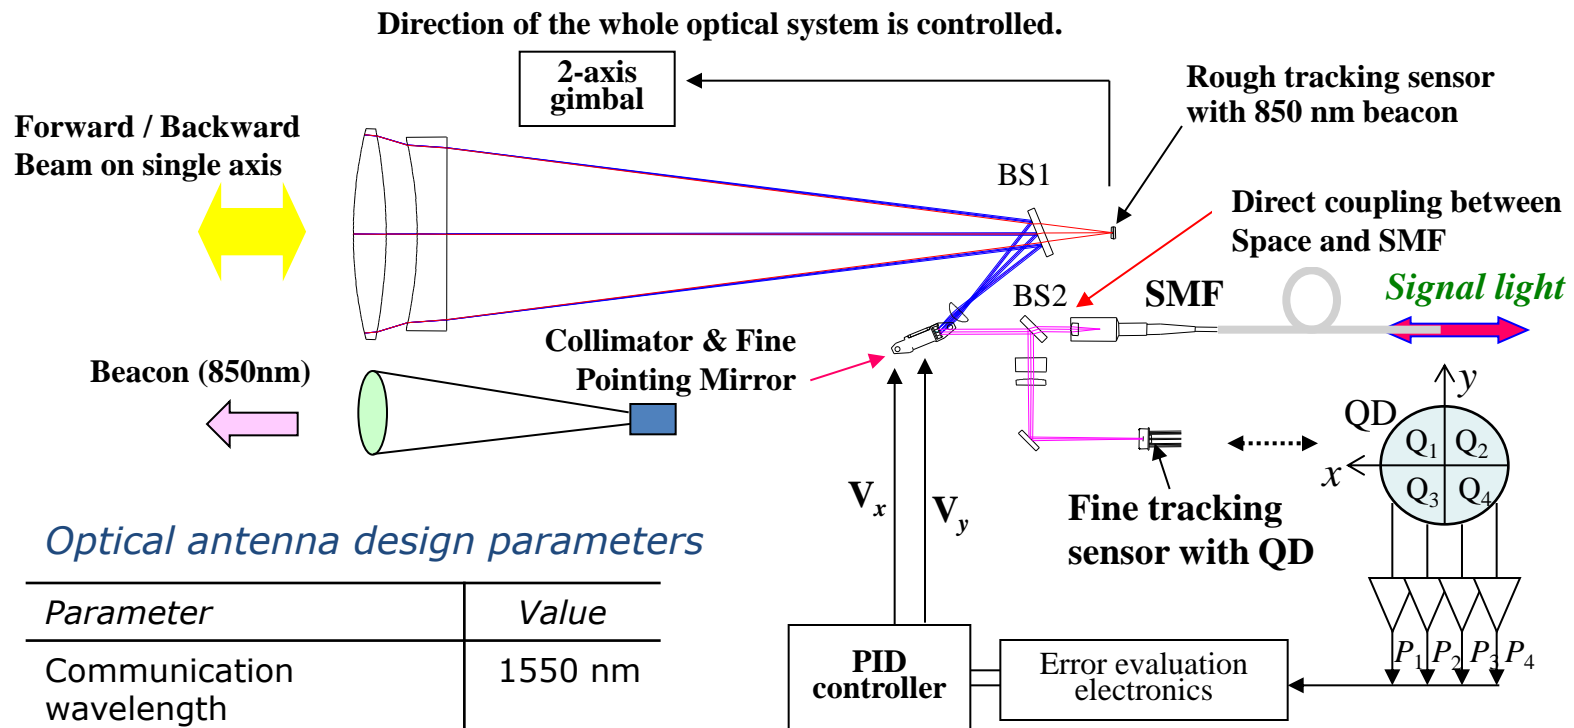 Direction of the whole optical system is controlled.
2-axis
gimbal
Rough tracking sensor
with 850 nm beacon
Forward / Backward
Beam on single axis
BS1
Direct coupling between
Space and SMF
BS2
SMF
Signal light
Collimator & Fine
Pointing Mirror
Beacon (850nm)
y
QD
Q1 Q2
x
Q3 Q4
Vx
Vy
Fine tracking
sensor with QD
Optical antenna design parameters
Parameter Value
Communication 1550 nm
wavelength
PID
controller
Error evaluation
electronics
P1 P2 P3 P4